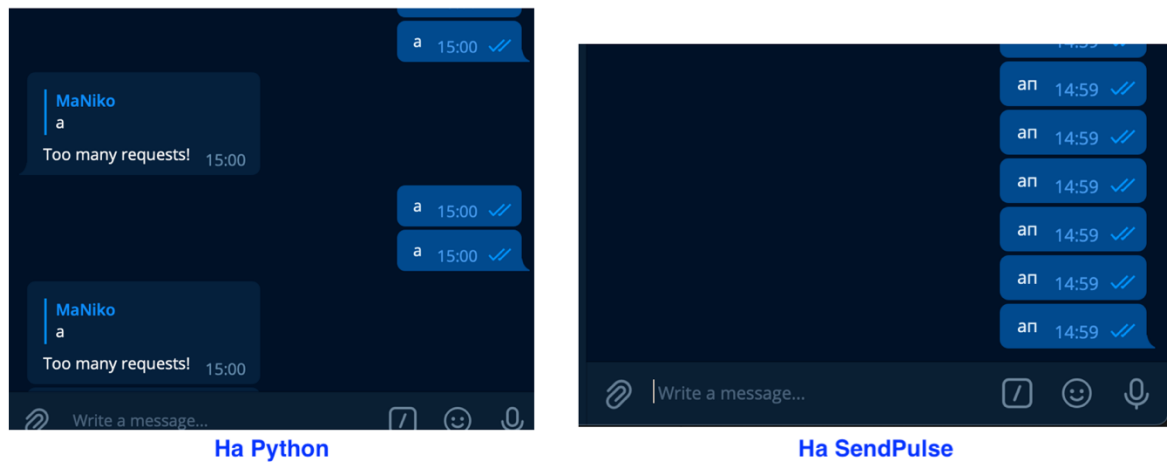 a 15:00
MaNiko
a
Too many requests! 15:00
a 15:00
a 15:00
MaNiko
a
Too many requests! 15:00
Write a message...
На Python
14:59
ап 14:59
ап 14:59
ап 14:59
ап 14:59
ап 14:59
ап 14:59
Write a message...
На SendPulse